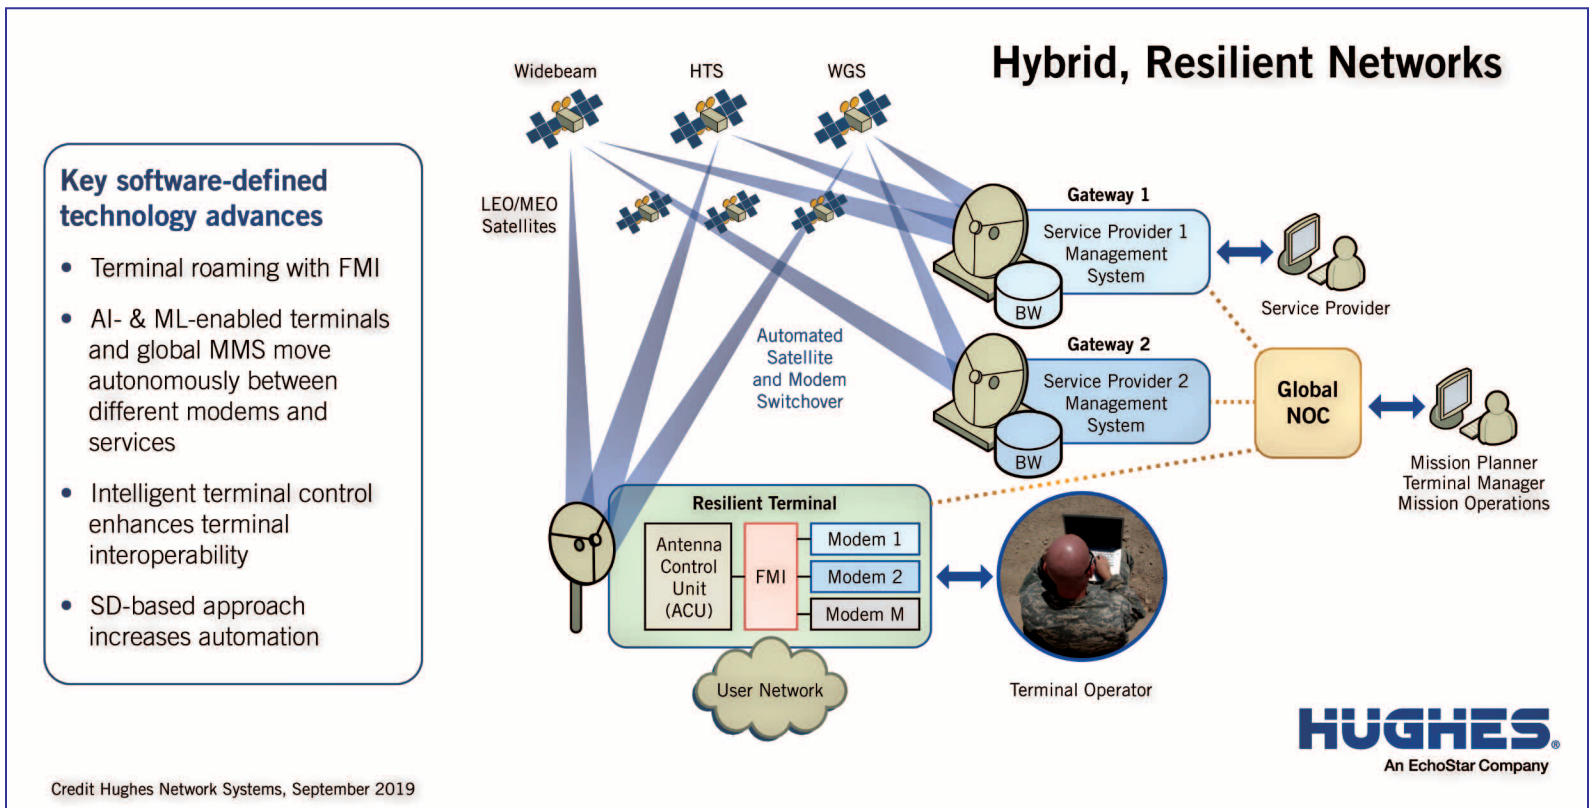 Hybrid, Resilient Networks
Key software-defined
technology advances
• Terminal roaming with FMI
• AI- & ML-enabled terminals
and global MMS move
autonomously between
different modems and
services
• Intelligent terminal control
enhances terminal
interoperability
• SD-based approach
increases automation
Widebeam
HTS
WGS
LEO/MEO
Satellites
Automated
Satellite
and Modem
Switchover
Gateway 1
Service Provider 1
Management
System
BW
Service Provider
Gateway 2
Service Provider 2
Management
System
BW
Global
NOC
Mission Planner
Terminal Manager
Mission Operations
Resilient Terminal
Antenna
Control
Unit
(ACU)
FMI
Modem 1
Modem 2
Modem M
User Network
Terminal Operator
HUGHES®
An EchoStar Company
Credit Hughes Network Systems, September 2019